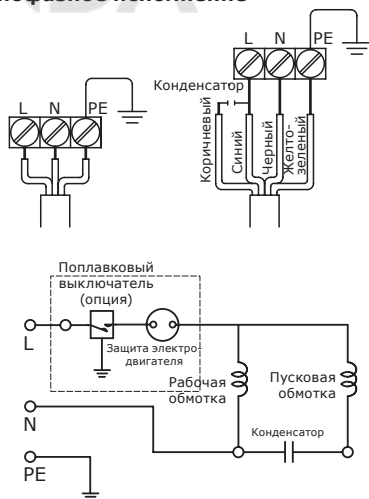 L N PE
L N PE
Конденсатор
Коричневый
Синий
Черный
Желто-
зеленый
Поплавковый
выключатель
(опция)
L
Защита электро-
двигателя
Рабочая
обмотка
Пусковая
обмотка
N
Конденсатор
PE